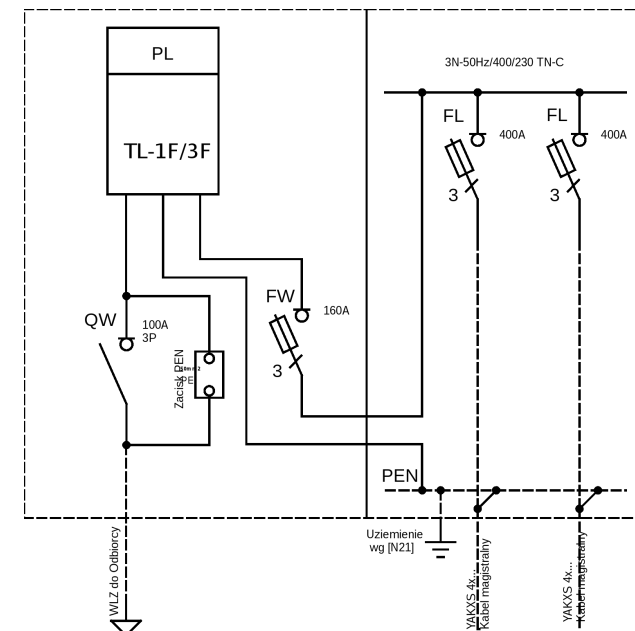 PL
3N-50Hz/400/230 TN-C
TL-1F/3F
FL
400A
3
FL
400A
3
FW
160A
3
QW
100A
3P
Zacisk PEN
PEN
Uziemienie
wg [N21]
WLZ do Odbiorcy
YAKXS 4x...
Kabel magistralny
YAKXS 4x...
Kabel magistralny